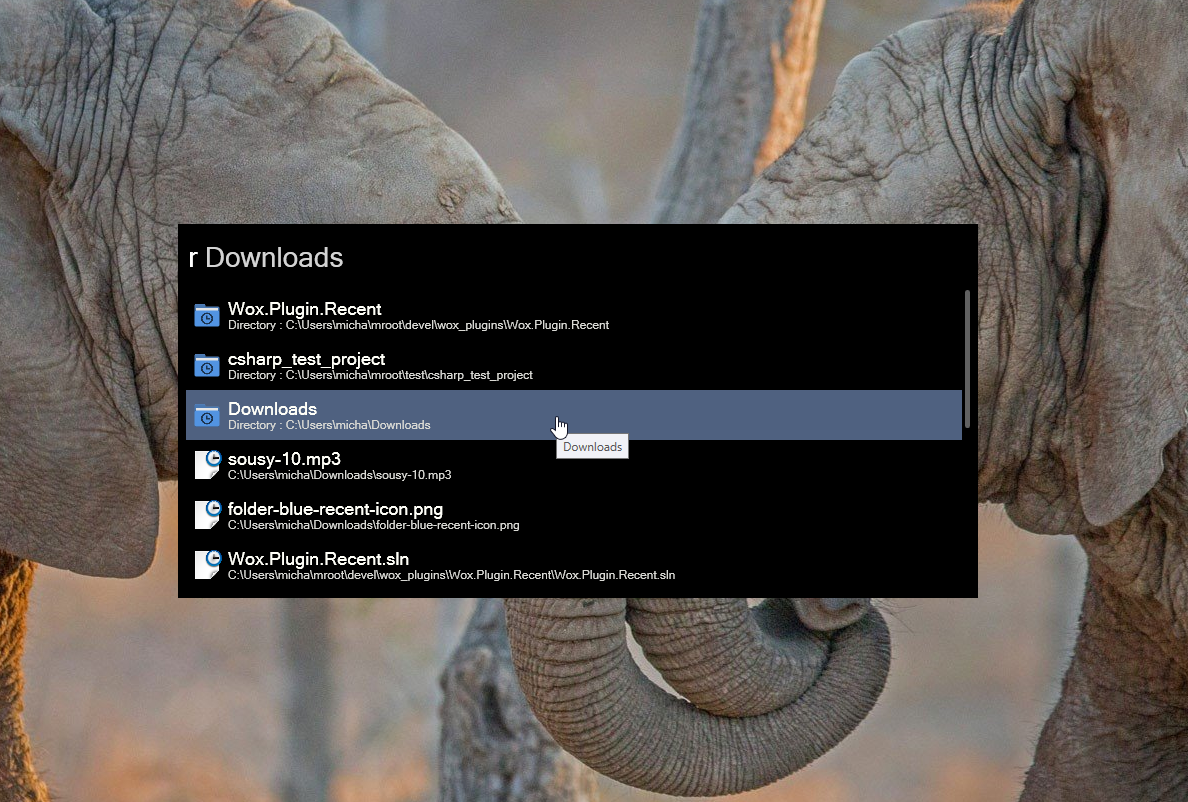 r Downloads
Wox.Plugin.Recent
Directory : C:\Users\micha\mroot\devel\wox_plugins\Wox.Plugin.Recent
csharp_test_project
Directory : C:\Users\micha\mroot\test\csharp_test_project
Downloads
Directory : C:\Users\micha\Downloads
Downloads
sousy-10.mp3
C:\Users\micha\Downloads\sousy-10.mp3
folder-blue-recent-icon.png
C:\Users\micha\Downloads\folder-blue-recent-icon.png
Wox.Plugin.Recent.sln
C:\Users\micha\mroot\devel\wox_plugins\Wox.Plugin.Recent\Wox.Plugin.Recent.sln